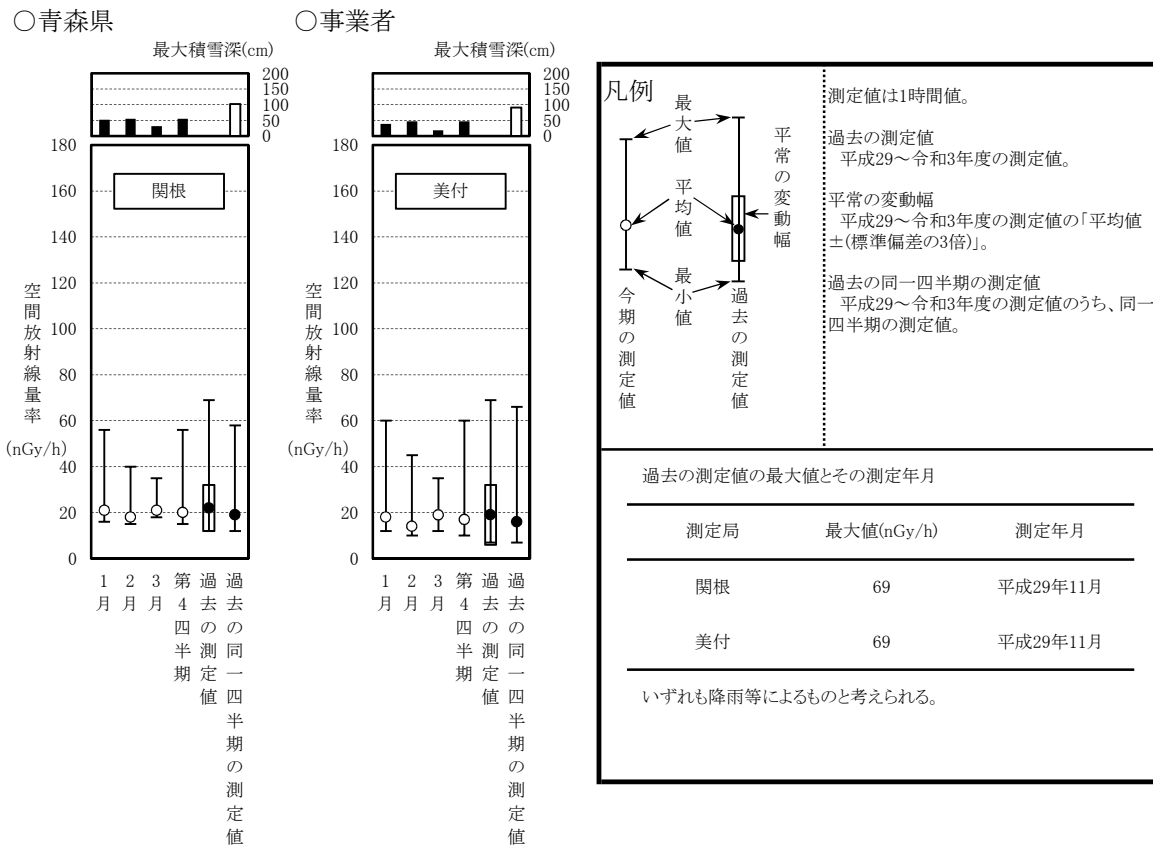 ○青森県
最大積雪深(cm)
200
150
100
50
0
180
160
140
120
100
80
60
40
20
0
関根
空間放射線量率
(nGy/h)
1月
2月
3月
第4四半期
過去の測定値
過去の同一四半期の測定値
○事業者
最大積雪深(cm)
200
150
100
50
0
180
160
140
120
100
80
60
40
20
0
美付
空間放射線量率
(nGy/h)
1月
2月
3月
第4四半期
過去の測定値
過去の同一四半期の測定値
凡例
最大値
平均値
最小値
平常の変動幅
今期の測定値
過去の測定値
測定値は1時間値。
過去の測定値
平成29～令和3年度の測定値。
平常の変動幅
平成29～令和3年度の測定値の「平均値
±(標準偏差の3倍)」。
過去の同一四半期の測定値
平成29～令和3年度の測定値のうち、同一
四半期の測定値。
過去の測定値の最大値とその測定年月
測定局 最大値(nGy/h) 測定年月
関根 69 平成29年11月
美付 69 平成29年11月
いずれも降雨等によるものと考えられる。